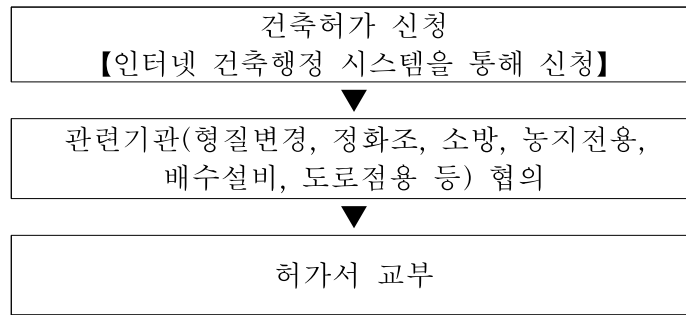 건축허가 신청
【인터넷 건축행정 시스템을 통해 신청】
관련기관(형질변경, 정화조, 소방, 농지전용,
배수설비, 도로점용 등) 협의
허가서 교부